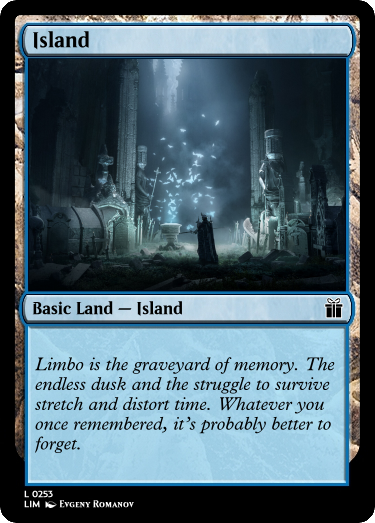 Island
Basic Land — Island
Limbo is the graveyard of memory. The
endless dusk and the struggle to survive
stretch and distort time. Whatever you
once remembered, it's probably better to
forget.
L 0253
LIM Evgeny Romanov